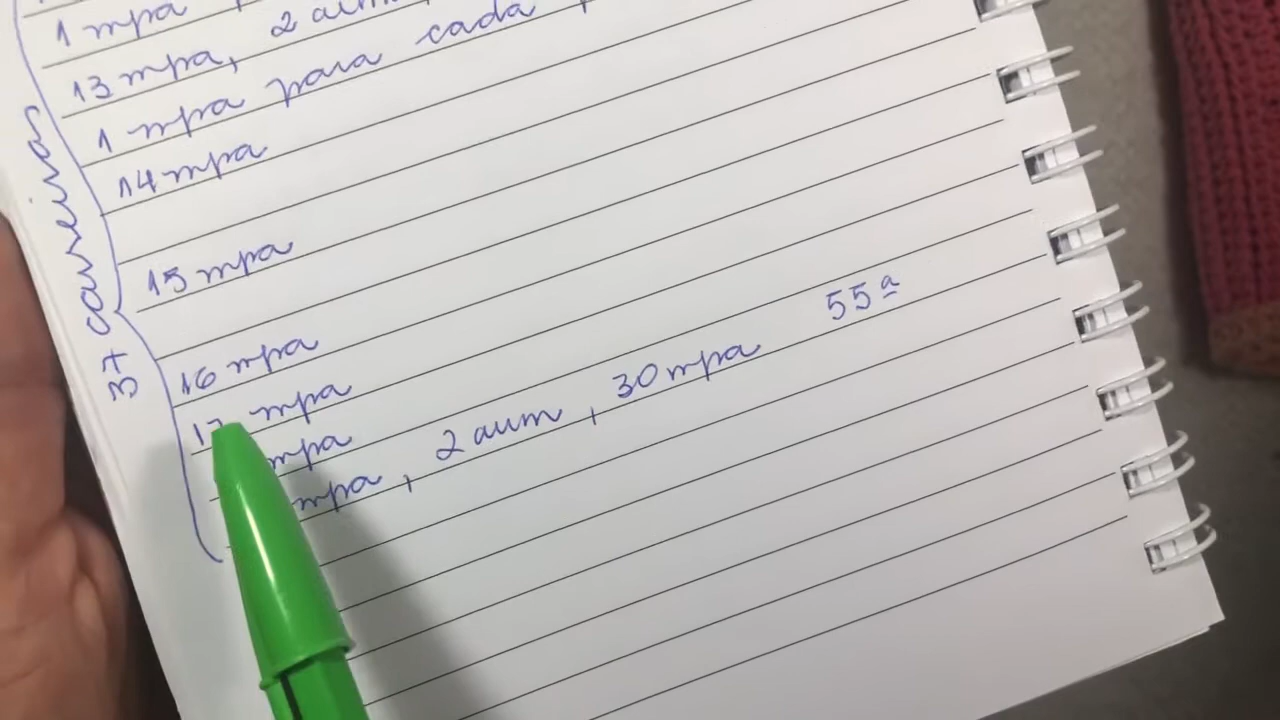 1 mpa
13 mpa, 2 aum,
1 mpa para cada
14 mpa
15 mpa
16 mpa
17 mpa
mpa
mpa, 2 aum, 30 mpa 55ª
37 carreiras